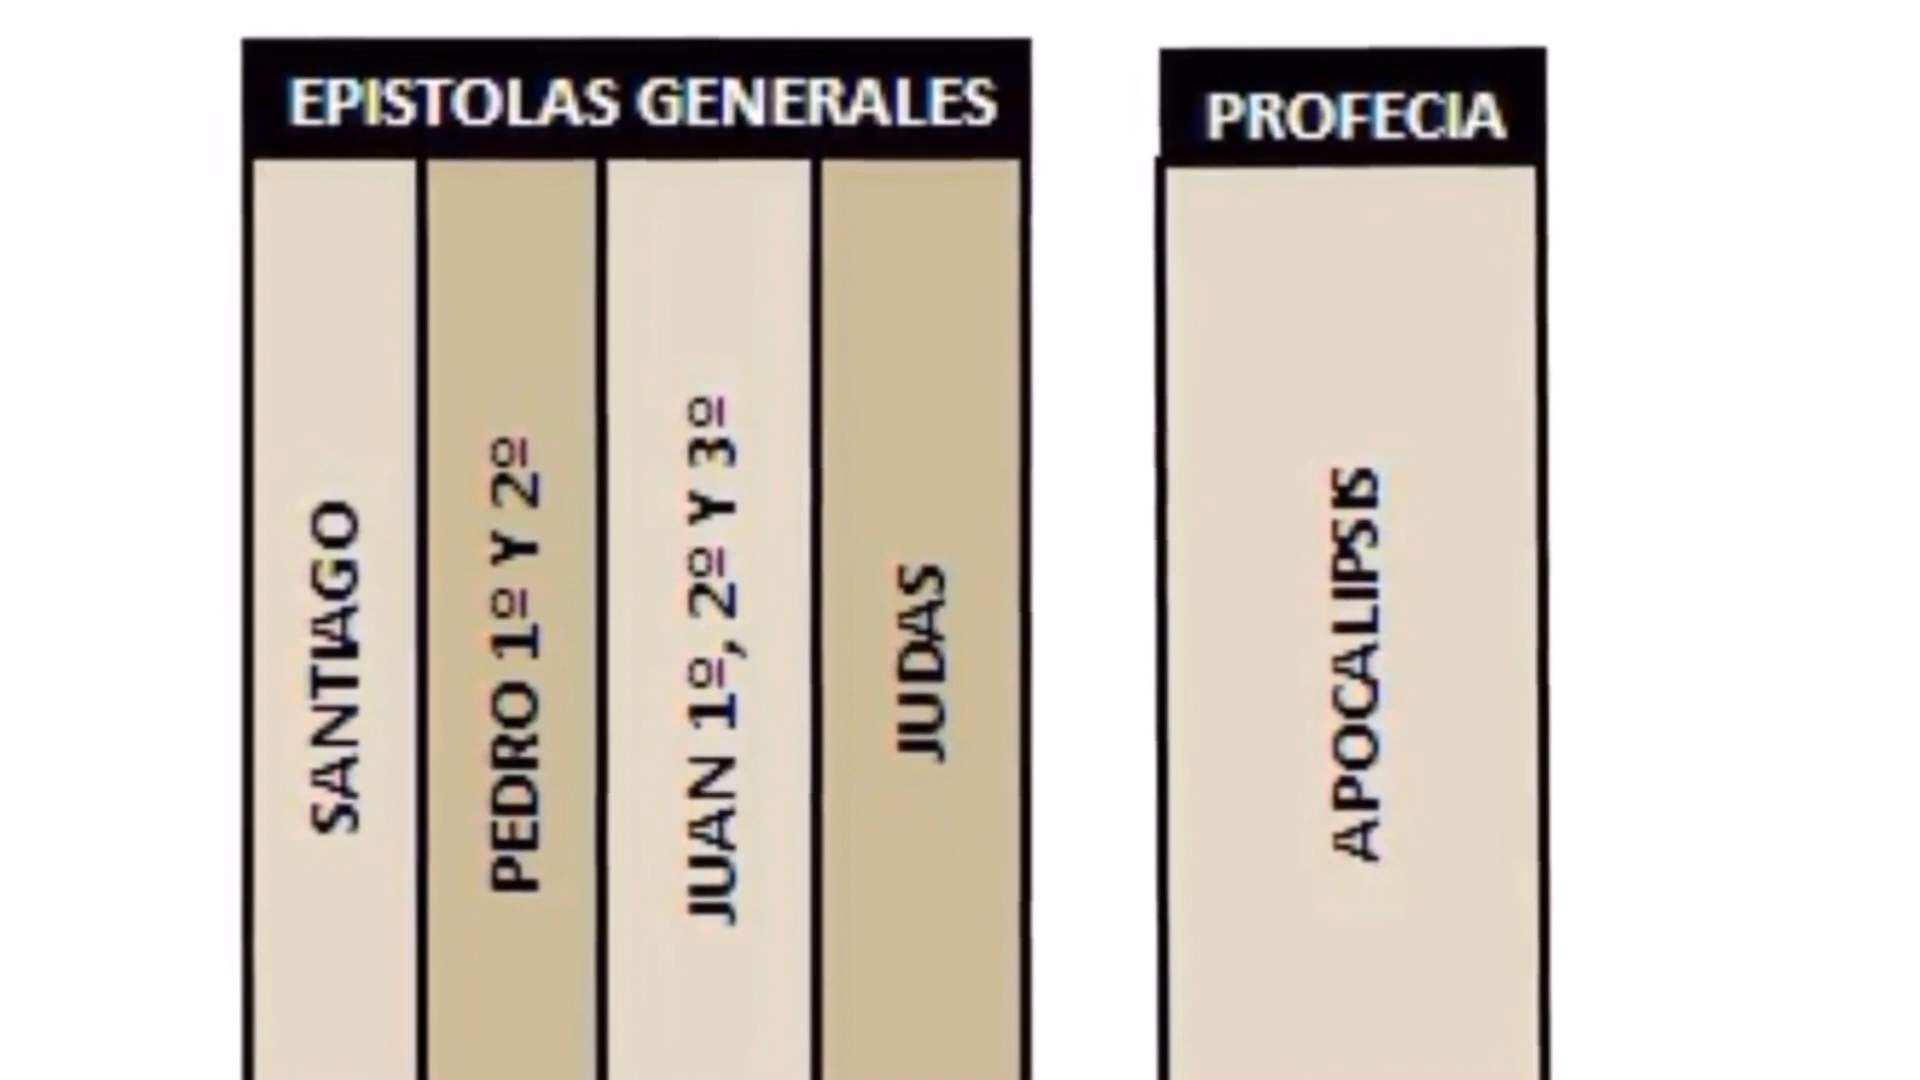 EPISTOLAS GENERALES
SANTIAGO
PEDRO 1º Y 2º
JUAN 1º, 2º Y 3º
JUDAS
PROFECIA
APOCALIPSIS